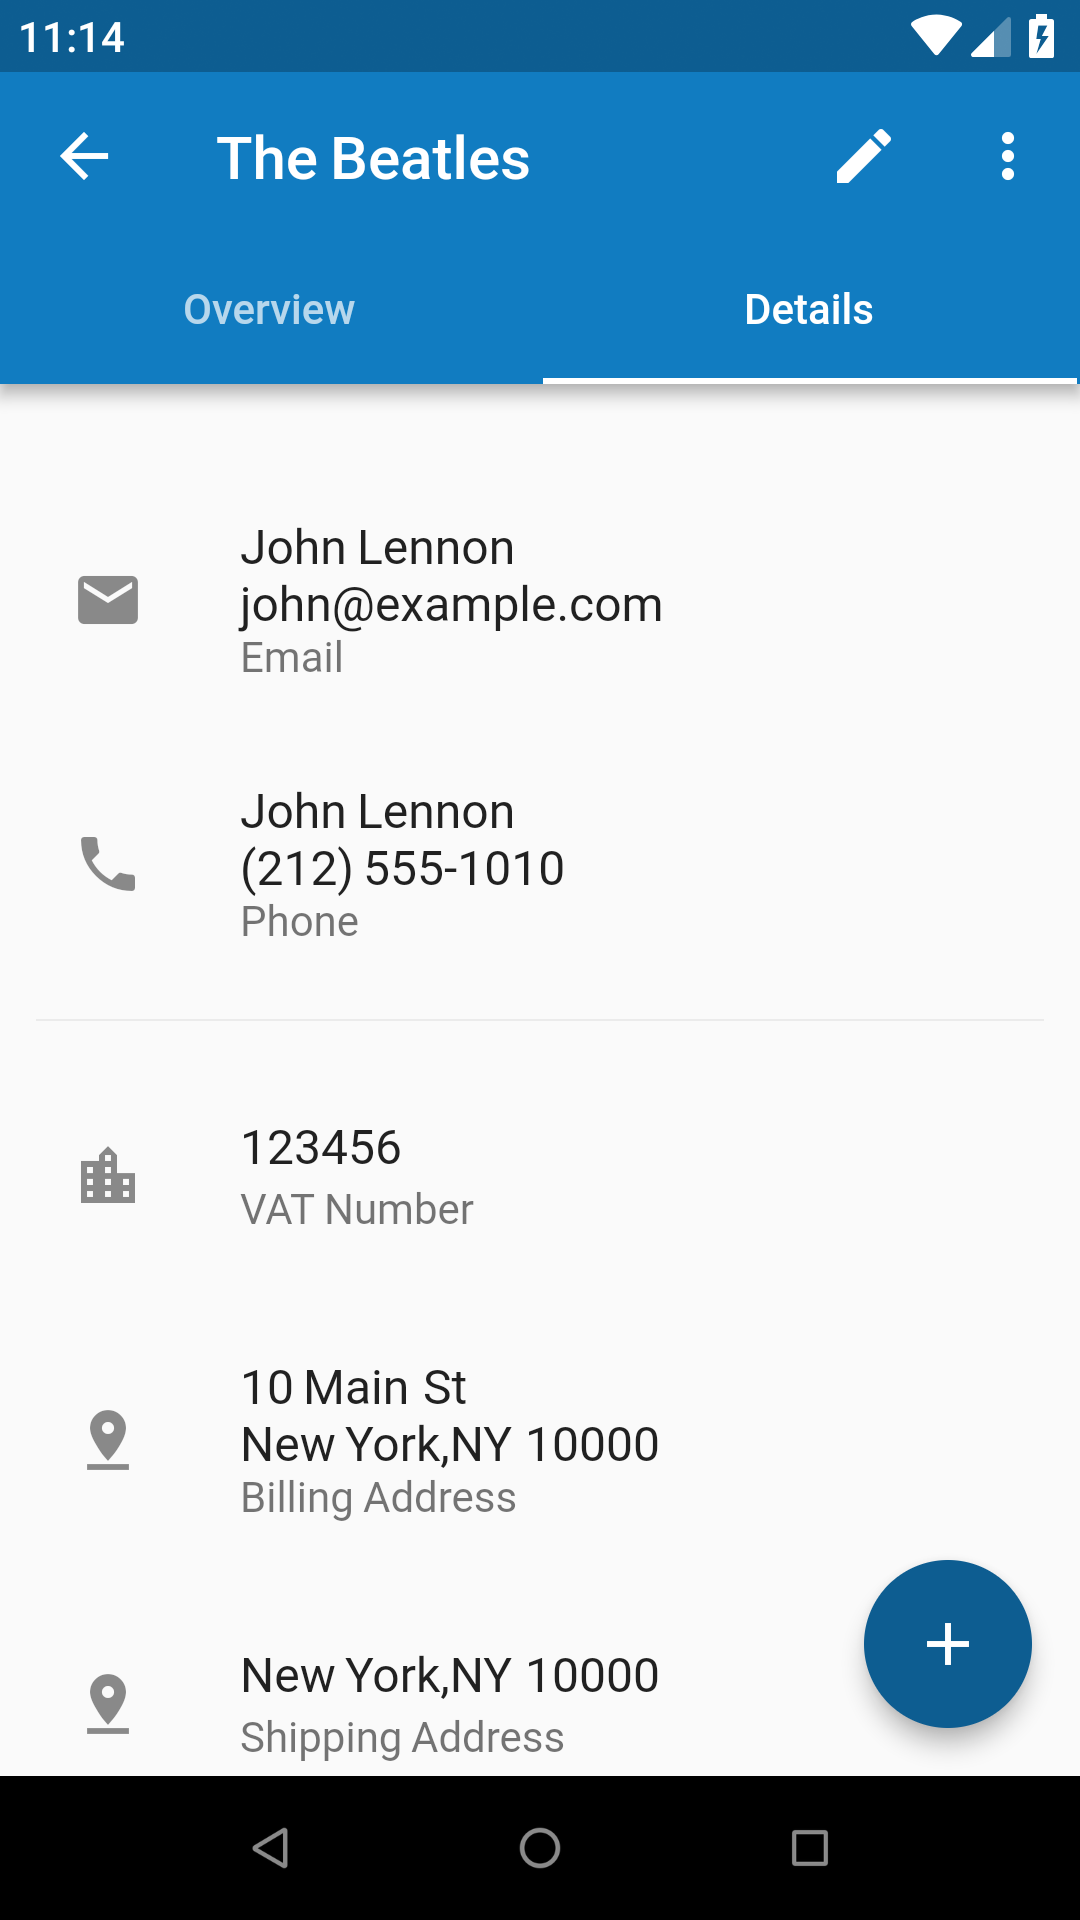 11:14
The Beatles
Overview
Details
John Lennon
john@example.com
Email
John Lennon
(212) 555-1010
Phone
123456
VAT Number
10 Main St
New York,NY 10000
Billing Address
New York,NY 10000
Shipping Address